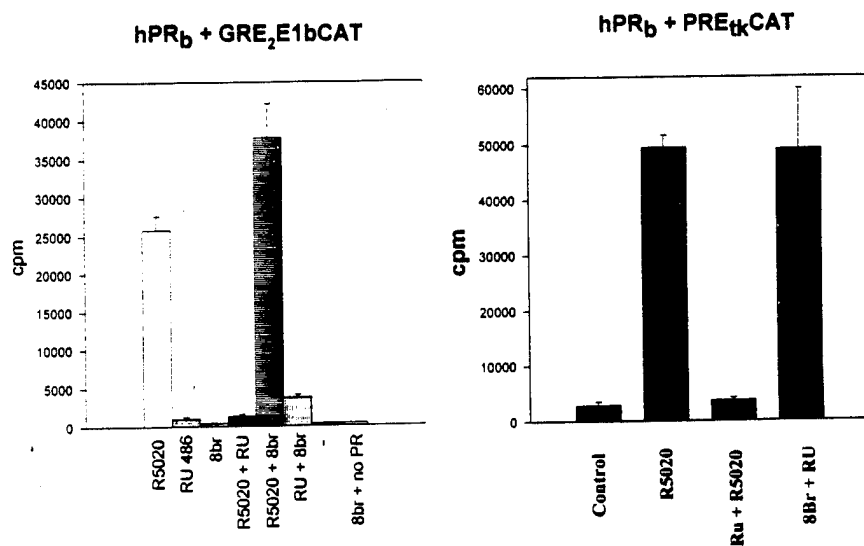 hPRb + GRE2E1bCAT
45000
40000
35000
30000
25000
20000
15000
10000
5000
0
cpm
R5020
RU 486
8br
R5020 + RU
R5020 + 8br
RU + 8br
-
8br + no PR
hPRb + PREtkCAT
60000
50000
40000
30000
20000
10000
0
cpm
Control
R5020
Ru + R5020
8Br + RU